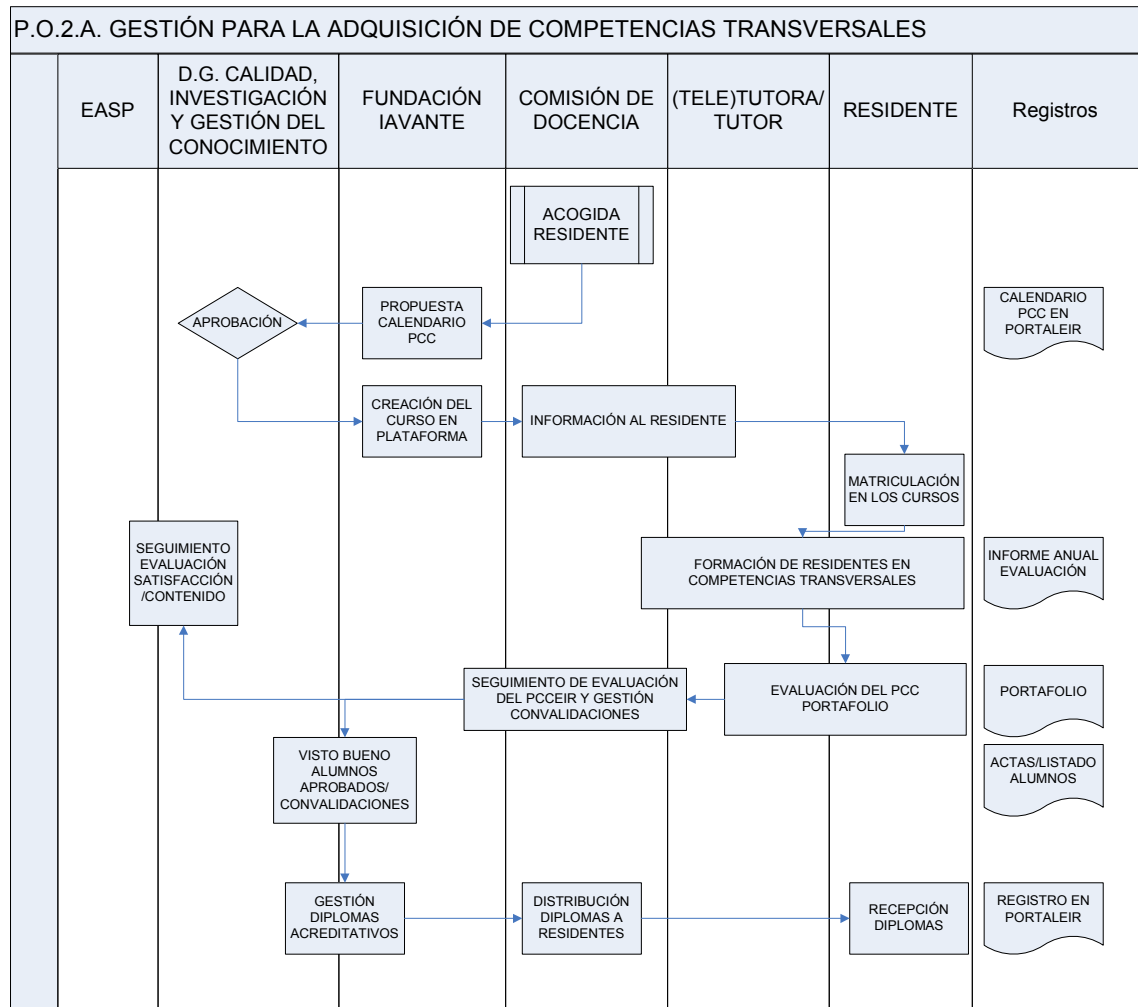 P.O.2.A. GESTIÓN PARA LA ADQUISICIÓN DE COMPETENCIAS TRANSVERSALES
EASP
D.G. CALIDAD,
INVESTIGACIÓN
Y GESTIÓN DEL
CONOCIMIENTO
FUNDACIÓN
IAVANTE
COMISIÓN DE
DOCENCIA
(TELE)TUTORA/
TUTOR
RESIDENTE
Registros
ACOGIDA
RESIDENTE
APROBACIÓN
PROPUESTA
CALENDARIO
PCC
CALENDARIO
PCC EN
PORTALEIR
CREACIÓN DEL
CURSO EN
PLATAFORMA
INFORMACIÓN AL RESIDENTE
MATRICULACIÓN
EN LOS CURSOS
SEGUIMIENTO
EVALUACIÓN
SATISFACCIÓN
/CONTENIDO
FORMACIÓN DE RESIDENTES EN
COMPETENCIAS TRANSVERSALES
INFORME ANUAL
EVALUACIÓN
SEGUIMIENTO DE EVALUACIÓN
DEL PCCEIR Y GESTIÓN
CONVALIDACIONES
EVALUACIÓN DEL PCC
PORTAFOLIO
PORTAFOLIO
VISTO BUENO
ALUMNOS
APROBADOS/
CONVALIDACIONES
ACTAS/LISTADO
ALUMNOS
GESTIÓN
DIPLOMAS
ACREDITATIVOS
DISTRIBUCIÓN
DIPLOMAS A
RESIDENTES
RECEPCIÓN
DIPLOMAS
REGISTRO EN
PORTALEIR